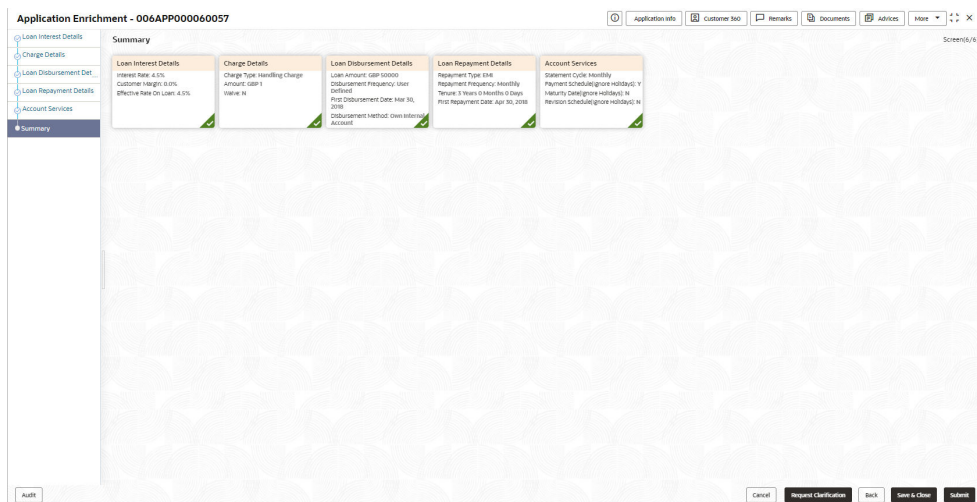 Application Enrichment - 006APP000060057
Application Info
Customer 360
Remarks
Documents
Advices
More
Loan Interest Details
Charge Details
Loan Disbursement Det
Loan Repayment Details
Account Services
Summary
Summary
Screen(6/6
Loan Interest Details
Interest Rate: 4.5%
Customer Margin: 0.0%
Effective Rate On Loan: 4.5%
Charge Details
Charge Type: Handling Charge
Amount: GBP 1
Waive: N
Loan Disbursement Details
Loan Amount: GBP 50000
Disbursement Frequency: User
Defined
First Disbursement Date: Mar 30,
2018
Disbursement Method: Own Internal
Account
Loan Repayment Details
Repayment Type: EMI
Repayment Frequency: Monthly
Tenure: 3 Years 0 Months 0 Days
First Repayment Date: Apr 30, 2018
Account Services
Statement Cycle: Monthly
Payment Schedule(Ignore Holidays): Y
Maturity Date(Ignore Holidays): N
Revision Schedule(Ignore Holidays): N
Audit
Cancel
Request Clarification
Back
Save & Close
Submit